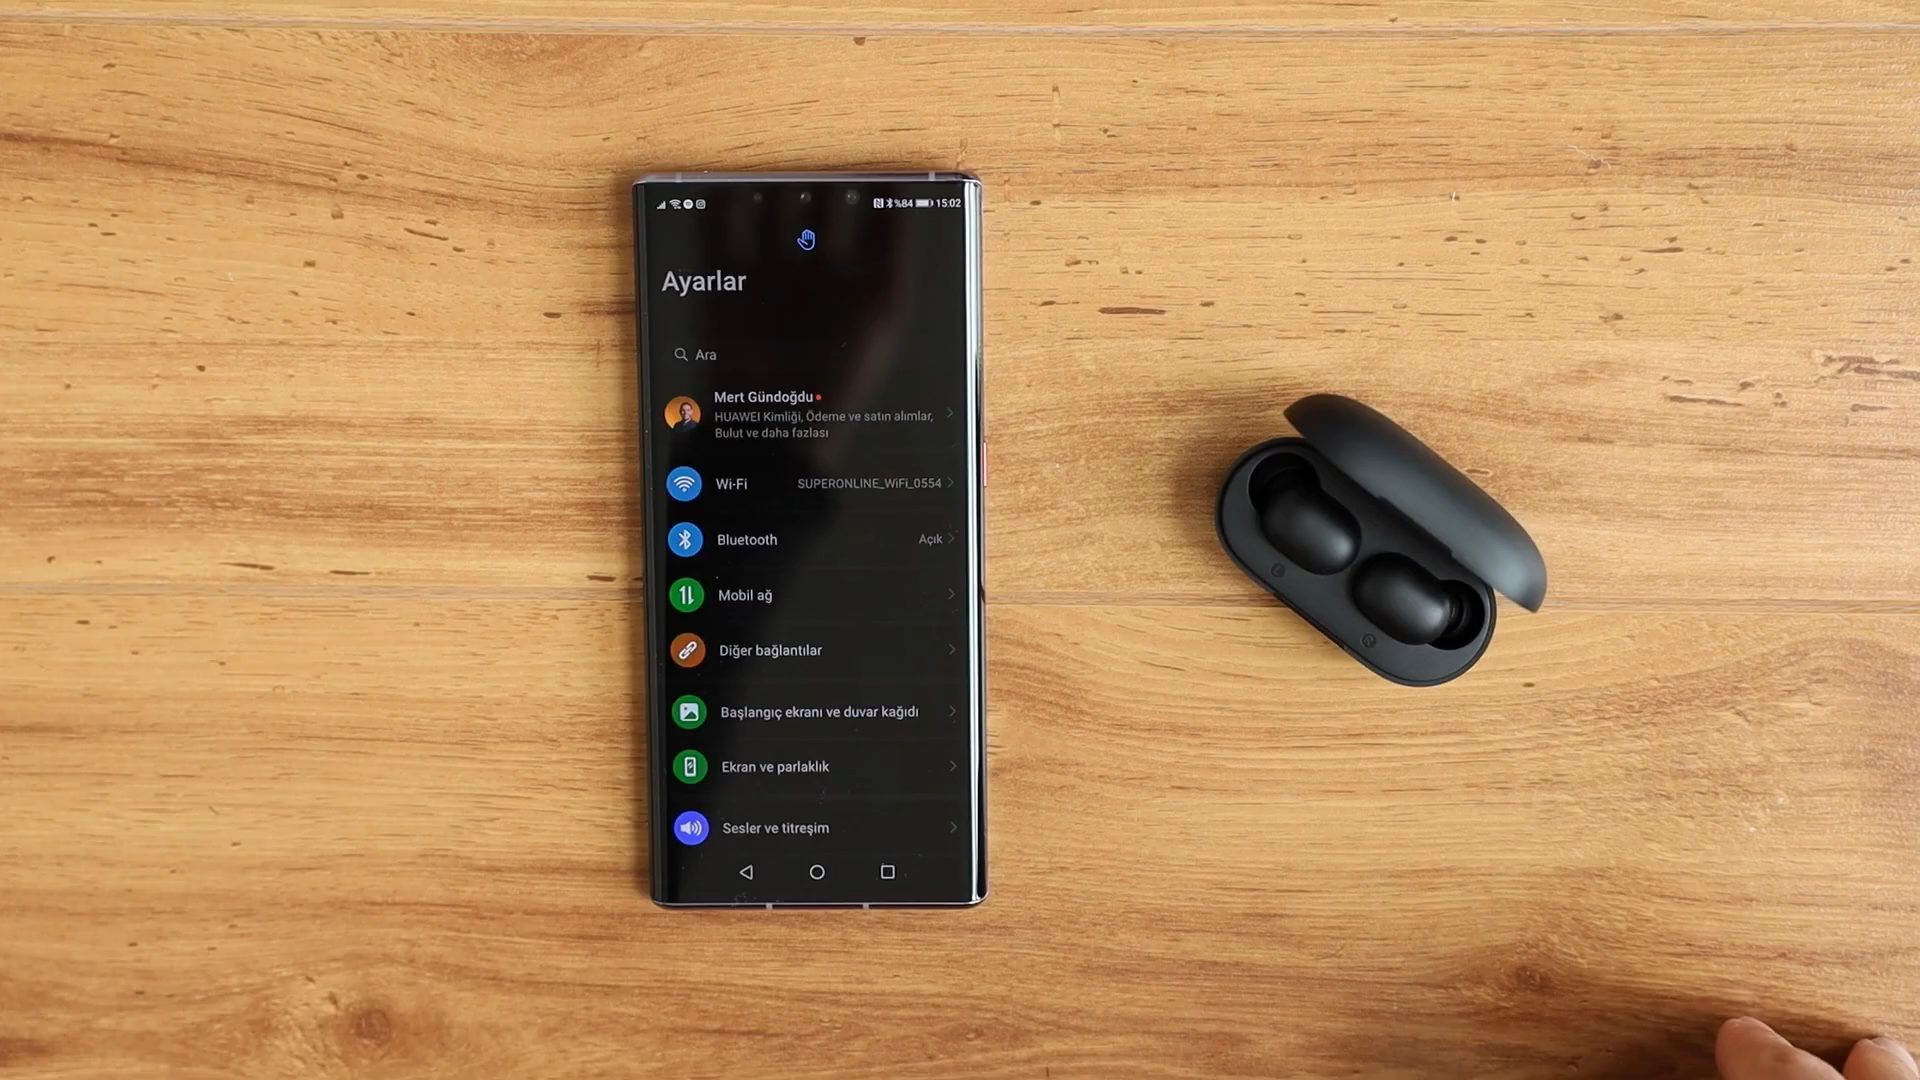 %84 15:02
Ayarlar
Ara
Mert Gündoğdu
HUAWEI Kimliği, Ödeme ve satın alımlar,
Bulut ve daha fazlası
Wi-Fi SUPERONLINE_WiFi_0554
Bluetooth Açık
Mobil ağ
Diğer bağlantılar
Başlangıç ekranı ve duvar kağıdı
Ekran ve parlaklık
Sesler ve titreşim